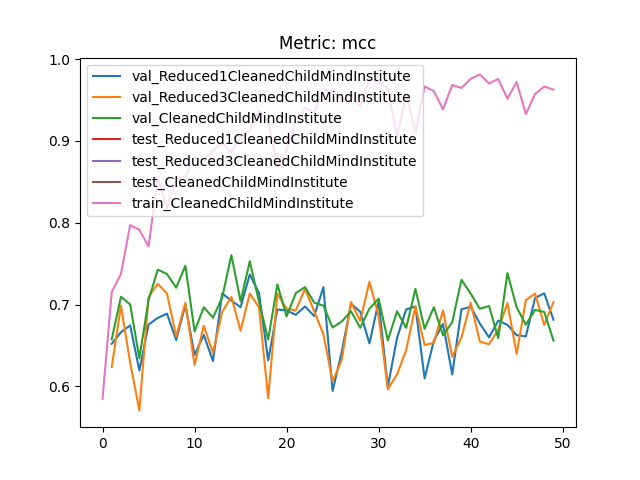 Metric: mcc
1.0
0.9
0.8
0.7
0.6
val_Reduced1CleanedChildMindInstitute
val_Reduced3CleanedChildMindInstitute
val_CleanedChildMindInstitute
test_Reduced1CleanedChildMindInstitute
test_Reduced3CleanedChildMindInstitute
test_CleanedChildMindInstitute
train_CleanedChildMindInstitute
0 10 20 30 40 50